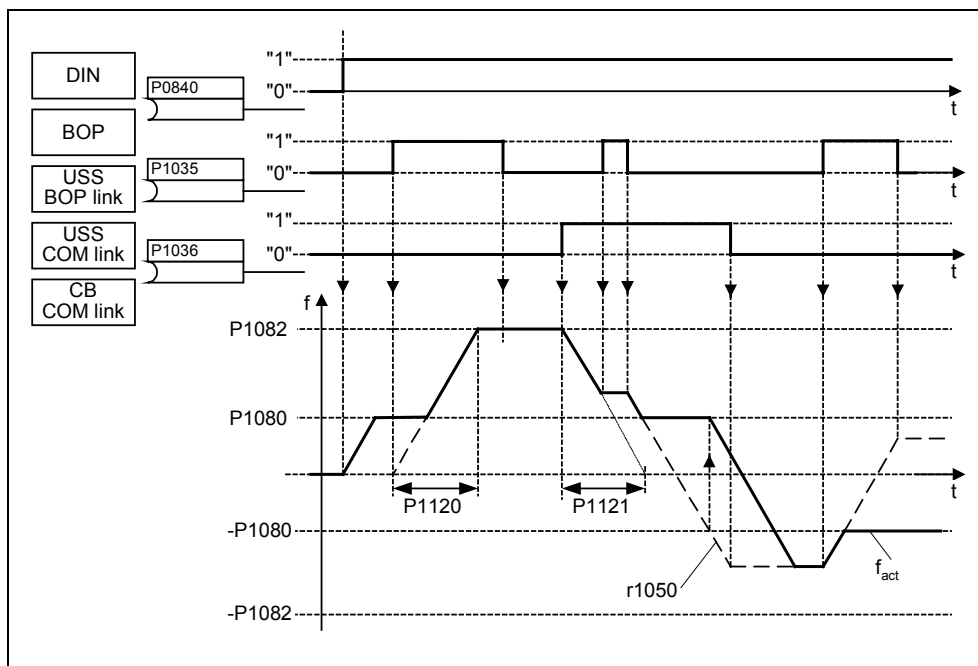 DIN
BOP
USS
BOP link
USS
COM link
CB
COM link
P0840
P1035
P1036
"1"
"0"
t
"1"
"0"
t
"1"
"0"
t
f
P1082
P1080
t
P1120
P1121
-P1080
r1050
fact
-P1082